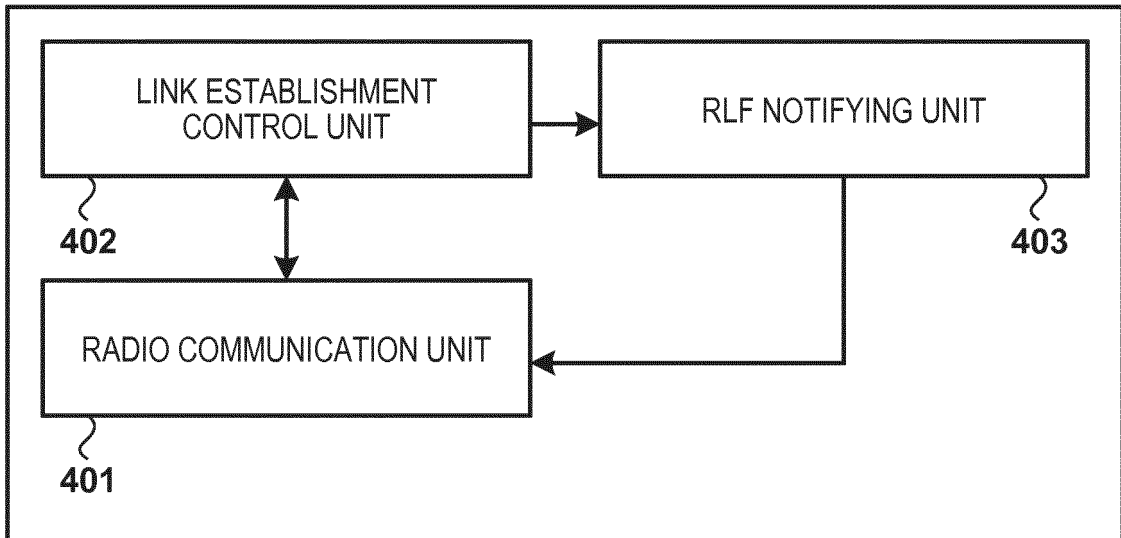 LINK ESTABLISHMENT
CONTROL UNIT
RLF NOTIFYING UNIT
402
403
RADIO COMMUNICATION UNIT
401